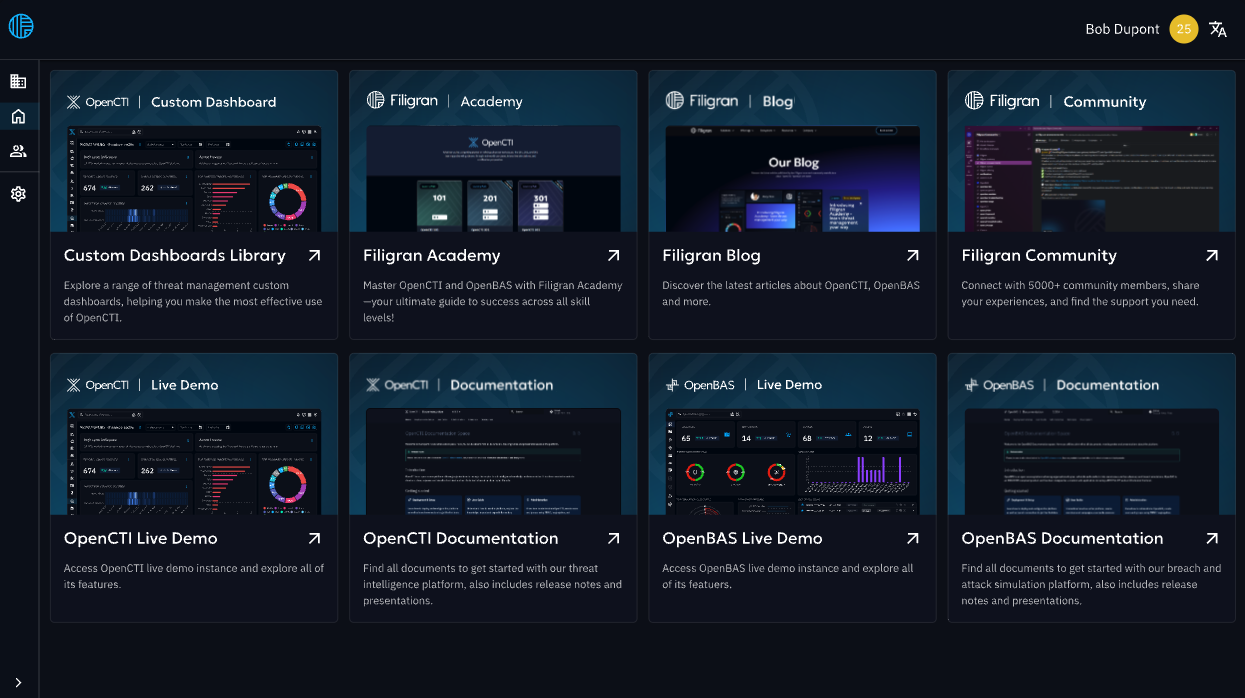 Bob Dupont 25
OpenCTI | Custom Dashboard
674 262
Custom Dashboards Library
Explore a range of threat management custom
dashboards, helping you make the most effective use
of OpenCTI.
Filigran | Academy
OpenCTI
101 201 301
Filigran Academy
Master OpenCTI and OpenBAS with Filigran Academy
—your ultimate guide to success across all skill
levels!
Filigran | Blog
Filigran
Our Blog
Introducing
Filigran
Academy
Filigran Blog
Discover the latest articles about OpenCTI, OpenBAS
and more.
Filigran | Community
Filigran Community
Connect with 5000+ community members, share
your experiences, and find the support you need.
OpenCTI | Live Demo
674 262
OpenCTI Live Demo
Access OpenCTI live demo instance and explore all of
its features.
OpenCTI | Documentation
OpenCTI Documentation
Find all documents to get started with our threat
intelligence platform, also includes release notes and
presentations.
OpenBAS | Live Demo
65 14 68 12
OpenBAS Live Demo
Access OpenBAS live demo instance and explore all
of its featuers.
OpenBAS | Documentation
OpenBAS Documentation
Find all documents to get started with our breach and
attack simulation platform, also includes release
notes and presentations.